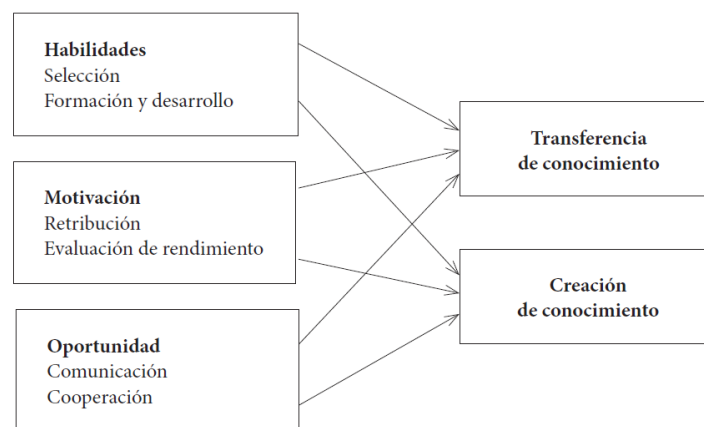 Habilidades
Selección
Formación y desarrollo
Motivación
Retribución
Evaluación de rendimiento
Oportunidad
Comunicación
Cooperación
Transferencia
de conocimiento
Creación
de conocimiento